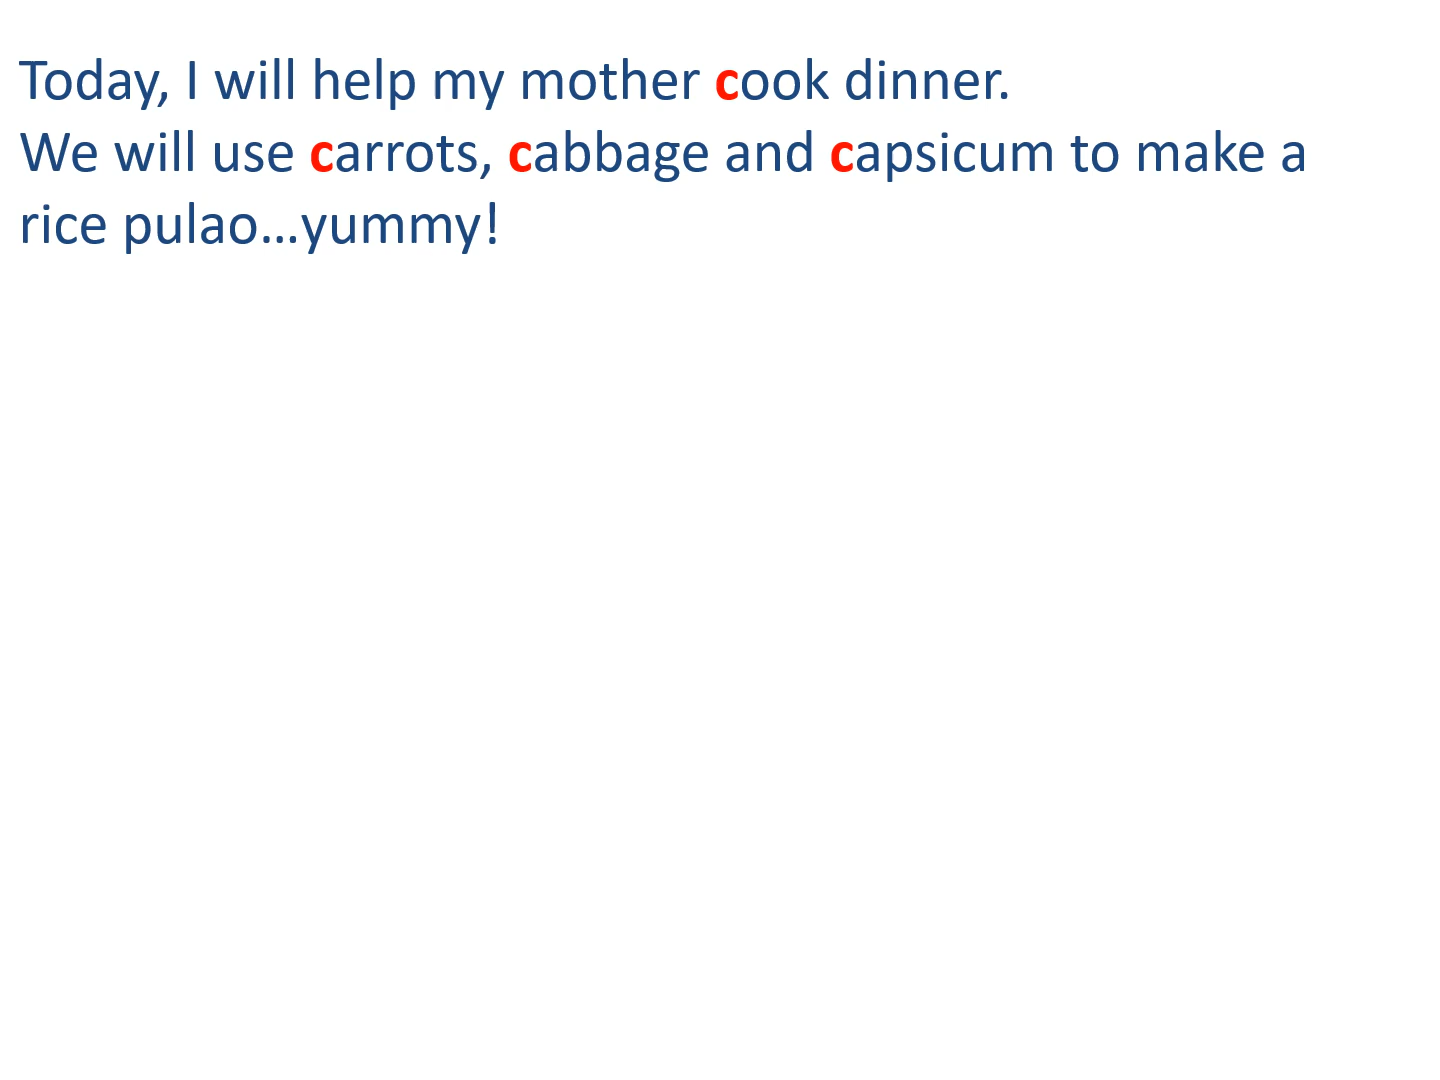 Today, I will help my mother cook dinner.
We will use carrots, cabbage and capsicum to make a
rice pulao…yummy!